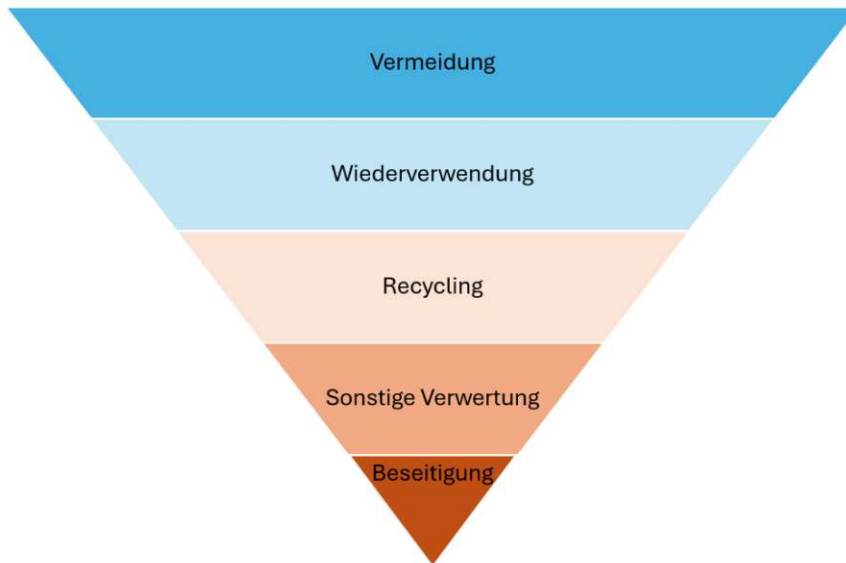 Vermeidung
Wiederverwendung
Recycling
Sonstige Verwertung
Beseitigung